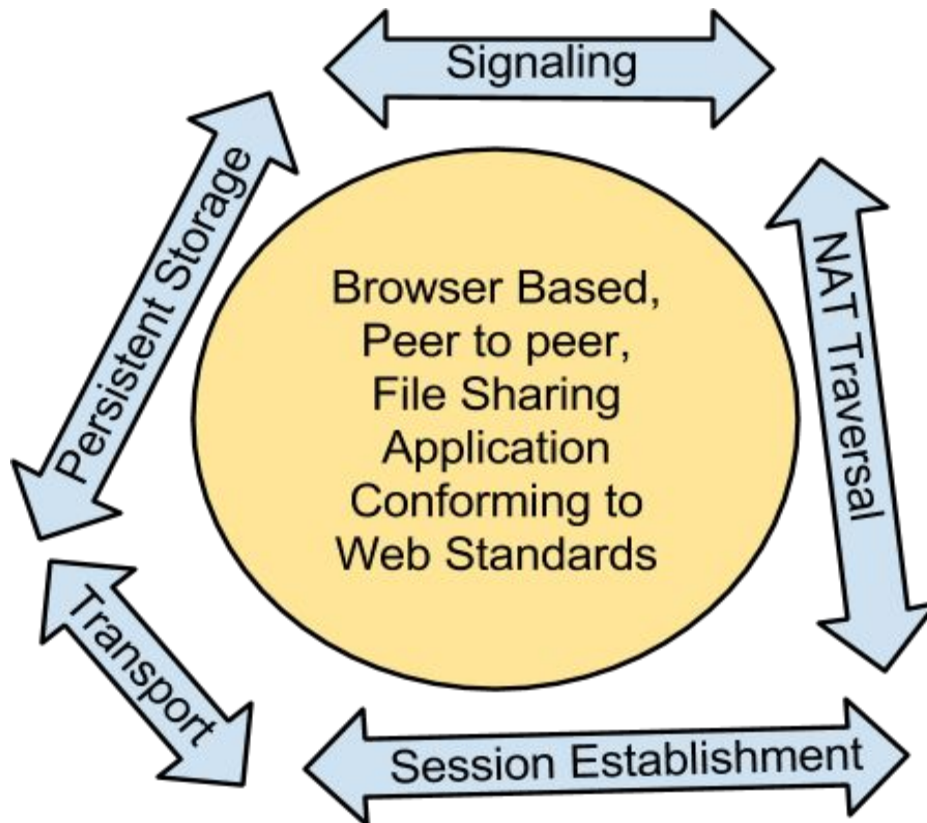 Signaling
Persistent Storage
NAT Traversal
Browser Based,
Peer to peer,
File Sharing
Application
Conforming to
Web Standards
Transport
Session Establishment